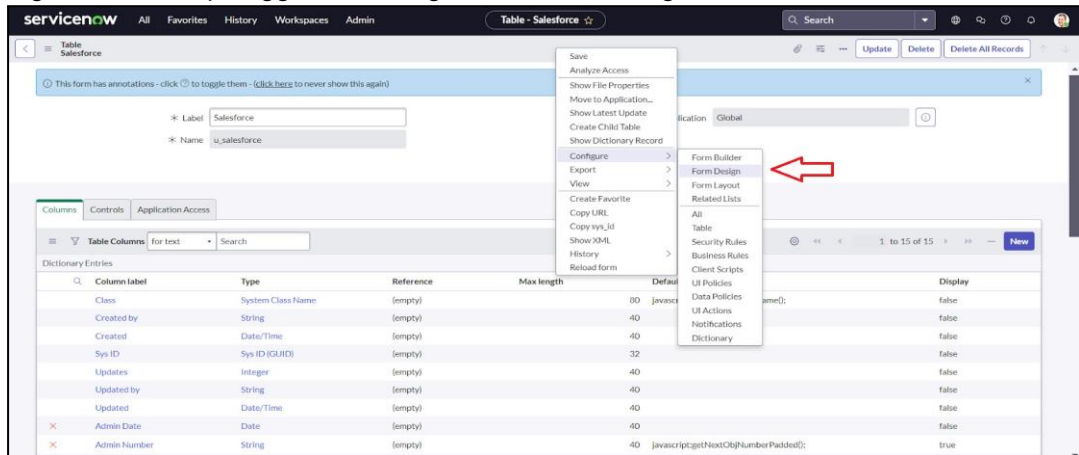 servicenow All Favorites History Workspaces Admin Table - Salesforce Search
Table
Salesforce
Update Delete Delete All Records
This form has annotations - click to toggle them - (click here to never show this again)
Label Salesforce
Application Global
Name u_salesforce
Save
Analyze Access
Show File Properties
Move to Application...
Show Latest Update
Create Child Table
Show Dictionary Record
Configure
Export
View
Create Favorite
Copy URL
Copy sys_id
Show XML
History
Reload form
Form Builder
Form Design
Form Layout
Related Lists
All
Table
Security Rules
Business Rules
Client Scripts
UI Policies
Data Policies
UI Actions
Notifications
Dictionary
Columns Controls Application Access
Table Columns for text Search 1 to 15 of 15 New
Dictionary Entries
Column label Type Reference Max length Defaul Display
Class System Class Name (empty) 80 false
Created by String (empty) 40 false
Created Date/Time (empty) 40 false
Sys ID Sys ID (GUID) (empty) 32 false
Updates Integer (empty) 40 false
Updated by String (empty) 40 false
Updated Date/Time (empty) 40 false
Admin Date Date (empty) 40 false
Admin Number String (empty) 40 javascript:getNextObjNumberPadded(); true